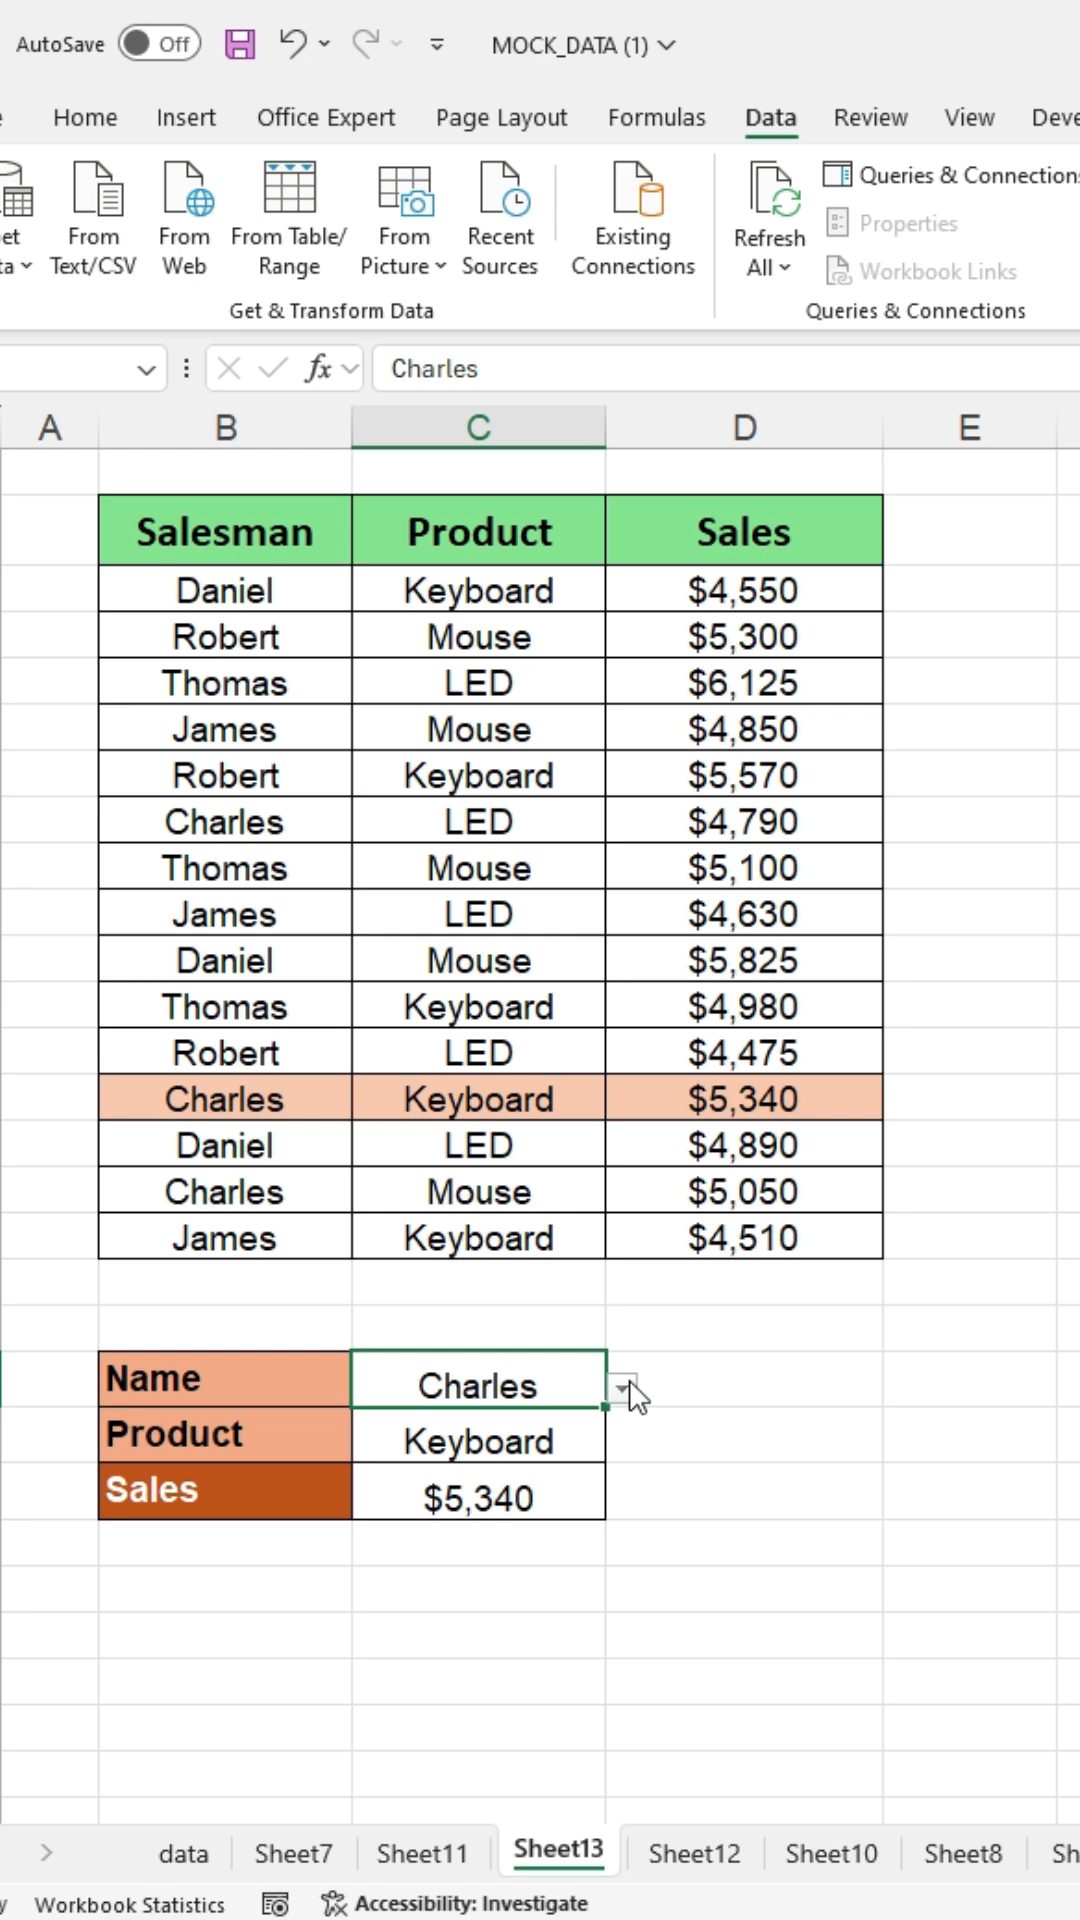 AutoSave Off MOCK_DATA (1)
Home Insert Office Expert Page Layout Formulas Data Review View Deve
From Text/CSV
From Web
From Table/ Range
From Picture
Recent Sources
Existing Connections
Refresh All
Queries & Connections
Properties
Workbook Links
Get & Transform Data
Queries & Connections
fx Charles
A B C D E
Salesman Product Sales
Daniel Keyboard $4,550
Robert Mouse $5,300
Thomas LED $6,125
James Mouse $4,850
Robert Keyboard $5,570
Charles LED $4,790
Thomas Mouse $5,100
James LED $4,630
Daniel Mouse $5,825
Thomas Keyboard $4,980
Robert LED $4,475
Charles Keyboard $5,340
Daniel LED $4,890
Charles Mouse $5,050
James Keyboard $4,510
Name Charles
Product Keyboard
Sales $5,340
data Sheet7 Sheet11 Sheet13 Sheet12 Sheet10 Sheet8 Sh
Workbook Statistics Accessibility: Investigate